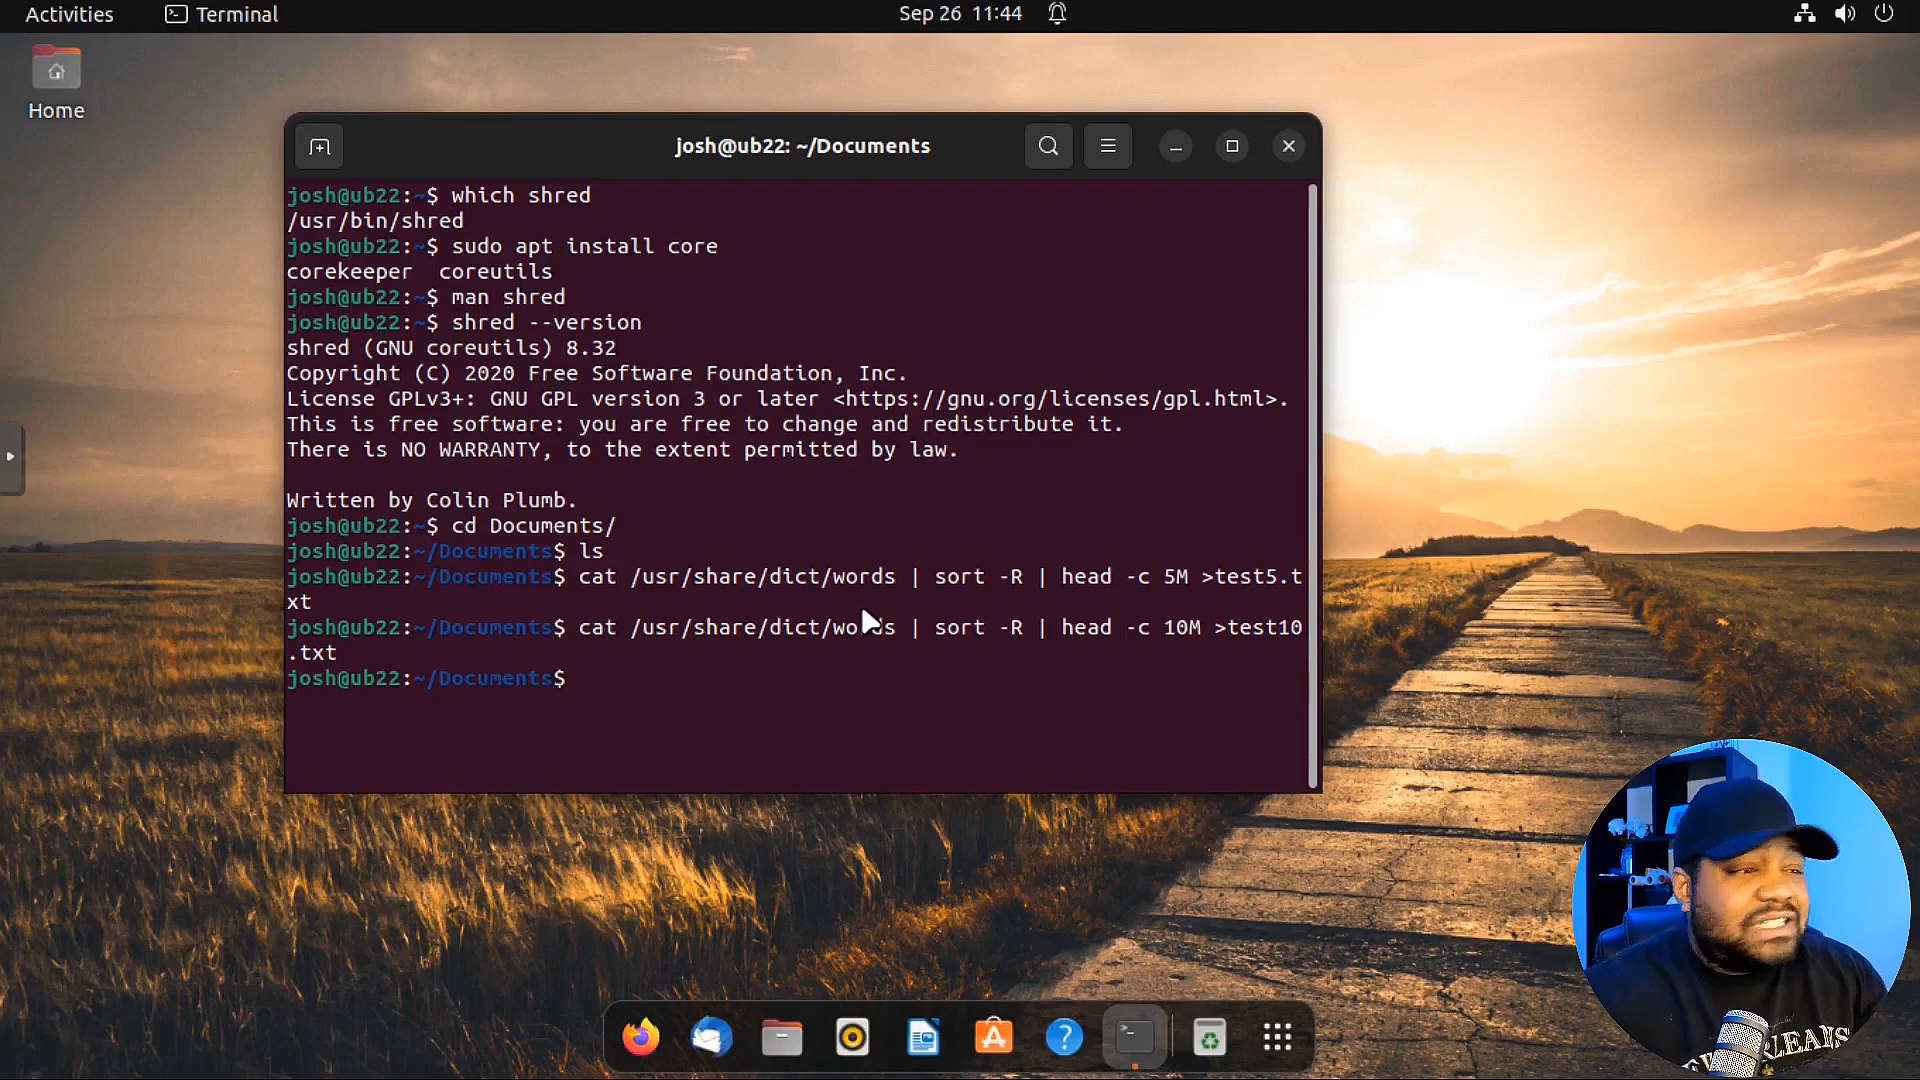 Activities
Terminal
Sep 26 11:44
Home
josh@ub22: ~/Documents
josh@ub22:~$ which shred
/usr/bin/shred
josh@ub22:~$ sudo apt install core
corekeeper  coreutils
josh@ub22:~$ man shred
josh@ub22:~$ shred --version
shred (GNU coreutils) 8.32
Copyright (C) 2020 Free Software Foundation, Inc.
License GPLv3+: GNU GPL version 3 or later <https://gnu.org/licenses/gpl.html>.
This is free software: you are free to change and redistribute it.
There is NO WARRANTY, to the extent permitted by law.
Written by Colin Plumb.
josh@ub22:~$ cd Documents/
josh@ub22:~/Documents$ ls
josh@ub22:~/Documents$ cat /usr/share/dict/words | sort -R | head -c 5M >test5.t
xt
josh@ub22:~/Documents$ cat /usr/share/dict/words | sort -R | head -c 10M >test10
.txt
josh@ub22:~/Documents$